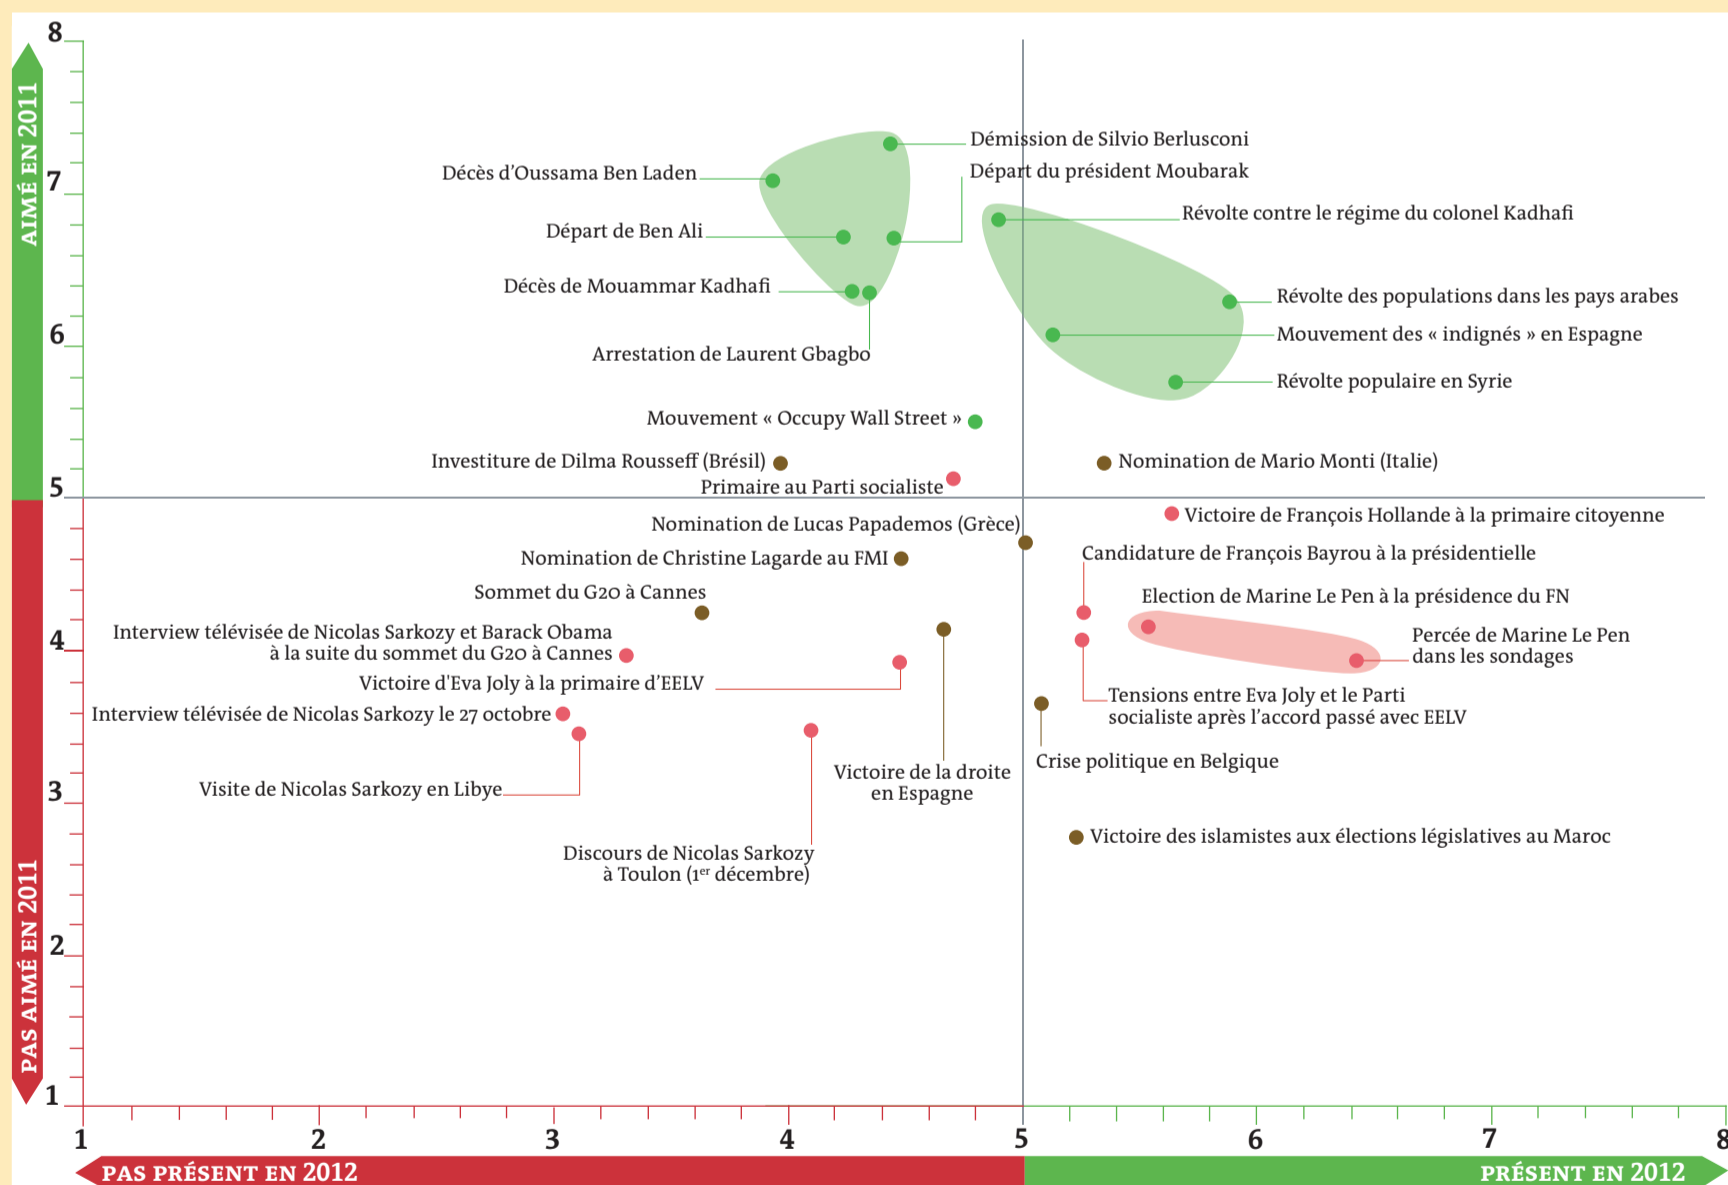 8
AIMÉ EN 2011
Démission de Silvio Berlusconi
Décès d'Oussama Ben Laden
Départ du président Moubarak
7
Révolte contre le régime du colonel Kadhafi
Départ de Ben Ali
Décès de Mouammar Kadhafi
Révolte des populations dans les pays arabes
6
Mouvement des « indignés » en Espagne
Arrestation de Laurent Gbagbo
Révolte populaire en Syrie
Mouvement « Occupy Wall Street »
Investiture de Dilma Rousseff (Brésil)
Nomination de Mario Monti (Italie)
5
Primaire au Parti socialiste
Victoire de François Hollande à la primaire citoyenne
Nomination de Lucas Papademos (Grèce)
Candidature de François Bayrou à la présidentielle
Nomination de Christine Lagarde au FMI
Sommet du G20 à Cannes
Election de Marine Le Pen à la présidence du FN
Interview télévisée de Nicolas Sarkozy et Barack Obama
à la suite du sommet du G20 à Cannes
4
Percée de Marine Le Pen
dans les sondages
Victoire d'Eva Joly à la primaire d'EELV
Tensions entre Eva Joly et le Parti
socialiste après l'accord passé avec EELV
Interview télévisée de Nicolas Sarkozy le 27 octobre
Crise politique en Belgique
Victoire de la droite
en Espagne
Visite de Nicolas Sarkozy en Libye
3
Victoire des islamistes aux élections législatives au Maroc
Discours de Nicolas Sarkozy
à Toulon (1er décembre)
PAS AIMÉ EN 2011
2
1
1 2 3 4 5 6 7 8
PAS PRÉSENT EN 2012
PRÉSENT EN 2012